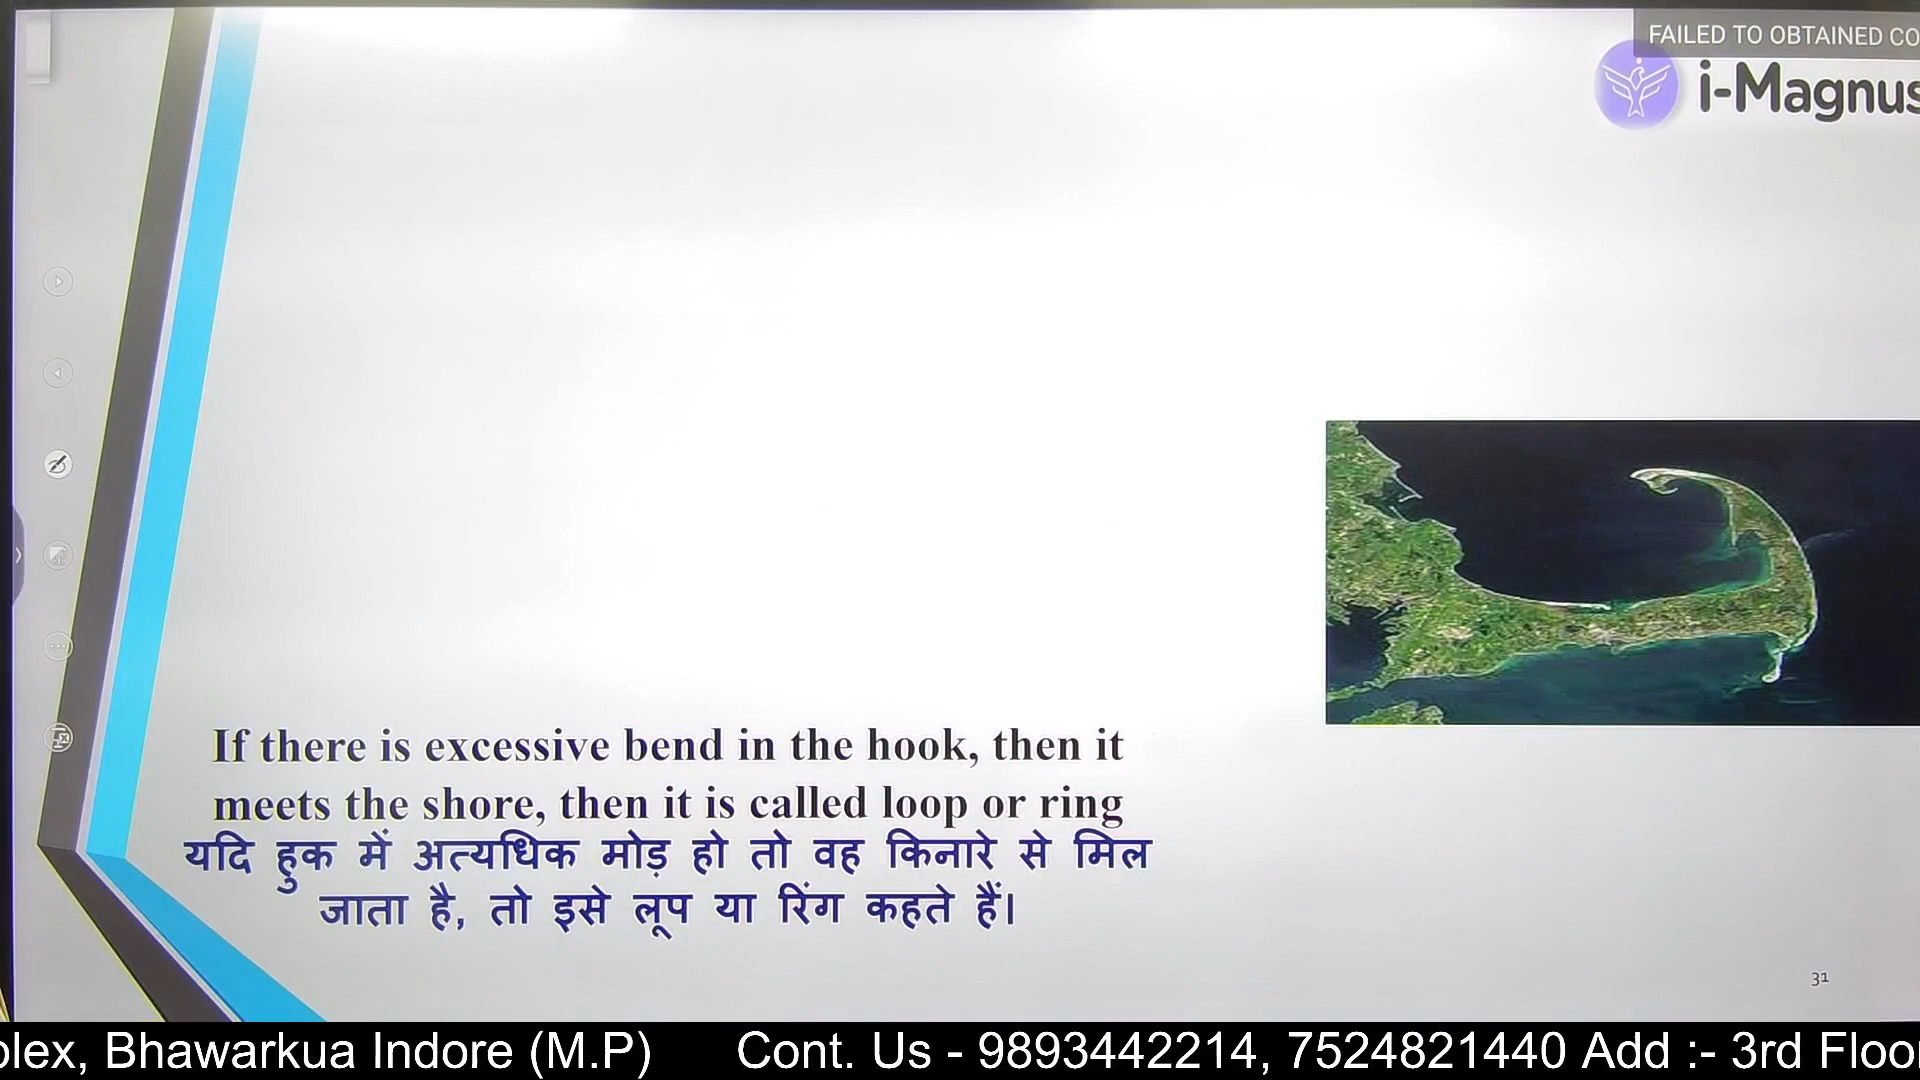 FAILED TO OBTAINED CO
i-Magnus
If there is excessive bend in the hook, then it
meets the shore, then it is called loop or ring
यदि हुक में अत्यधिक मोड़ हो तो वह किनारे से मिल
जाता है, तो इसे लूप या रिंग कहते हैं।
31
plex, Bhawarkua Indore (M.P) Cont. Us - 9893442214, 7524821440 Add :- 3rd Floor